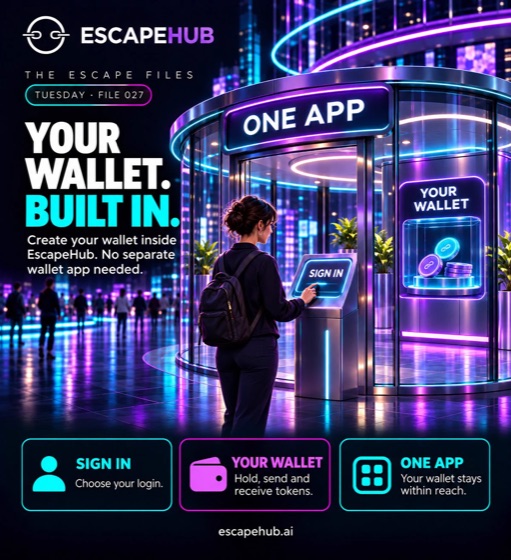 ESCAPEHUB
THE ESCAPE FILES
TUESDAY · FILE 027
YOUR
WALLET.
BUILT IN.
Create your wallet inside
EscapeHub. No separate
wallet app needed.
ONE APP
YOUR
WALLET
SIGN IN
SIGN IN
Choose your login.
YOUR WALLET
Hold, send and
receive tokens.
ONE APP
Your wallet stays
within reach.
escapehub.ai